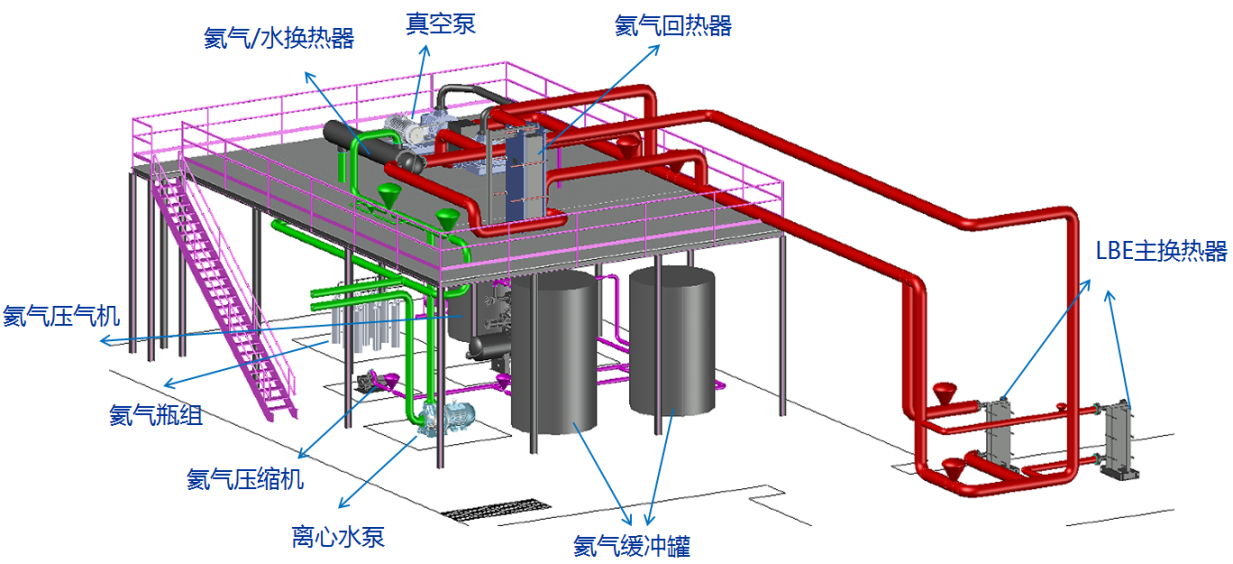 真空泵
氦气回热器
氦气/水换热器
LBE主换热器
氦气压气机
氦气瓶组
氦气压缩机
离心水泵
氦气缓冲罐